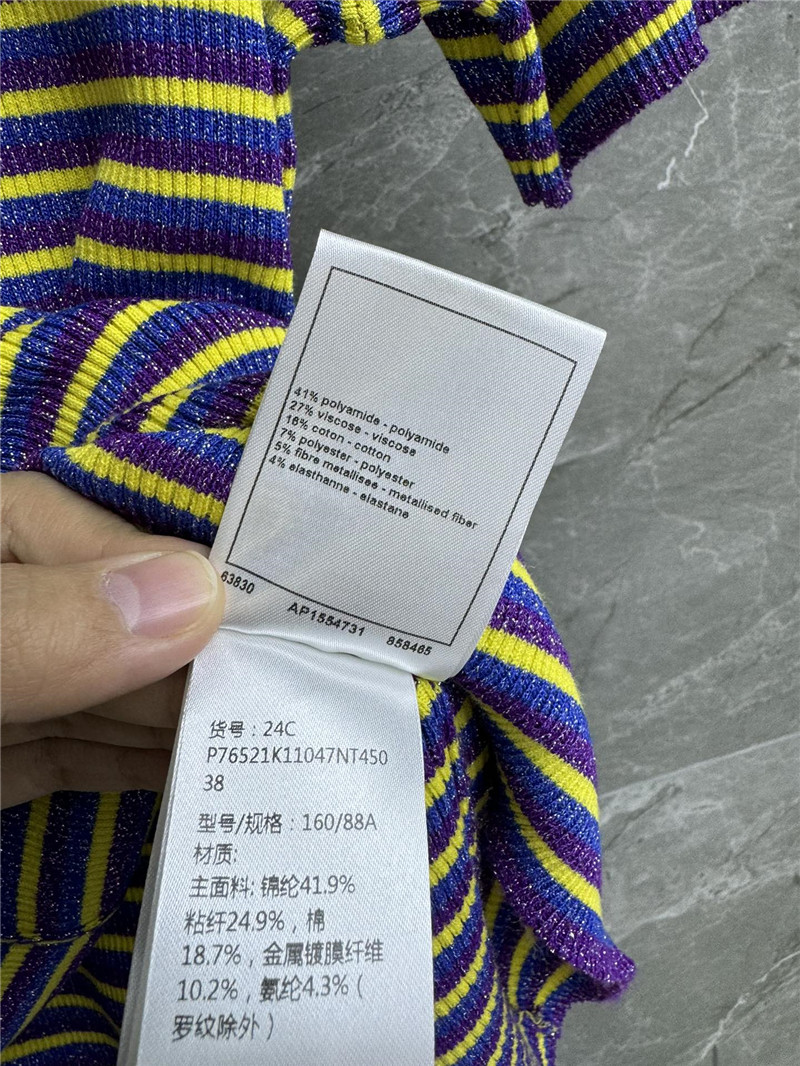 41% polyamide - polyamide
27% viscose - viscose
16% coton - cotton
7% polyester - polyester
5% fibre metallisee - metallised fiber
4% elasthanne - elastane
63830 AP1554731 858465
货号：24C
P76521K11047NT450
38
型号/规格：160/88A
材质:
主面料: 锦纶41.9%
粘纤24.9%，棉
18.7%，金属镀膜纤维
10.2%，氨纶4.3%（
罗纹除外）